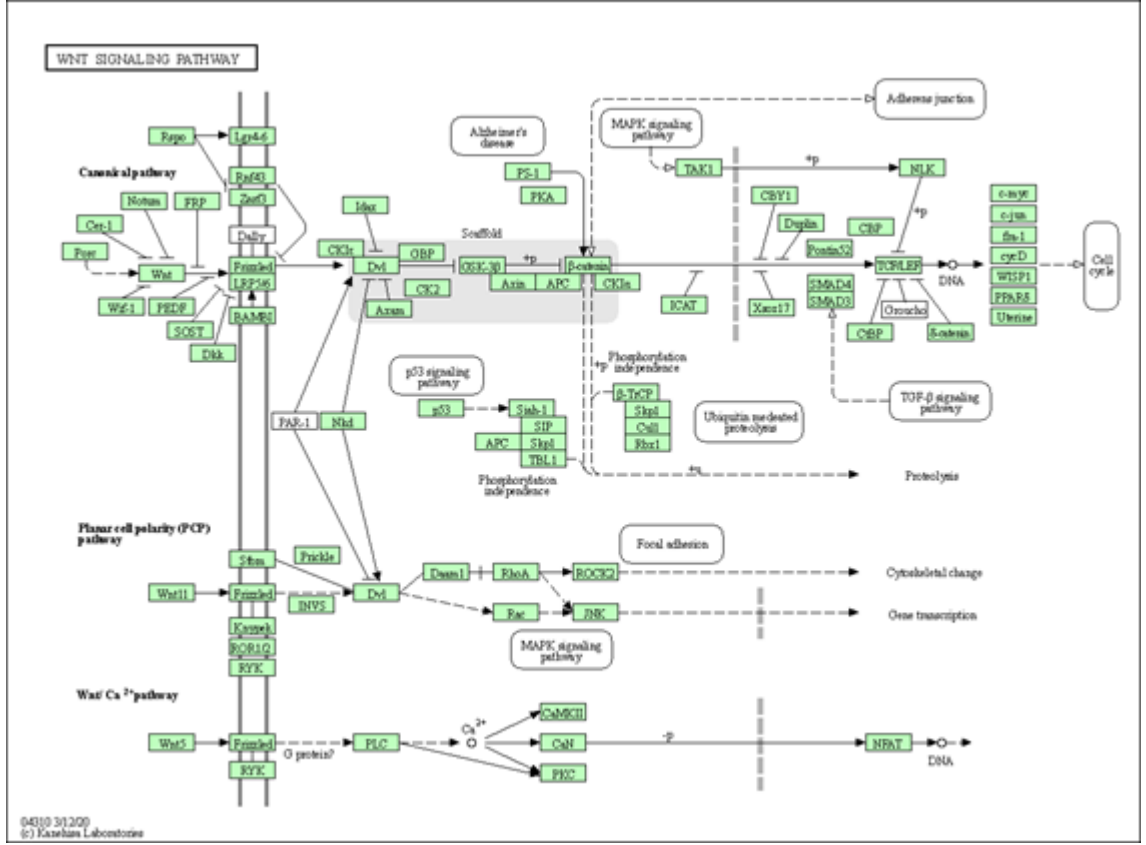 WNT SIGNALING PATHWAY
Adherens junction
MAPK signaling
pathway
Alzheimer's
disease
Rspo
Lgr4-6
TAK1
+p
NLK
Canonical pathway
Rnf43
Znrf3
PS-1
PKA
Notum
FRP
Idax
CBY1
c-myc
Cer-1
Dally
Scaffold
Duplin
CBP
+p
c-jun
fra-1
Porc
CKIε
GBP
+p
Pontin52
cycD
Cell
cycle
Wnt
Frizzled
LRP5/6
Dvl
GSK-3β
β-catenin
TCF/LEF
DNA
WISP1
Axin
APC
CKIα
CK2
SMAD4
SMAD3
PPARδ
Wif-1
PEDF
BAMBI
Axam
ICAT
Xsox17
Groucho
Uterine
SOST
Dkk
CtBP
δ-catenin
p53 signaling
pathway
+p
Phosphorylation
independence
TGF-β signaling
pathway
β-TrCP
Skp1
Cul1
Rbx1
p53
Siah-1
SIP
APC
Skp1
TBL1
Ubiquitin mediated
proteolysis
PAR-1
Nkd
+u
Proteolysis
Phosphorylation
independence
Planar cell polarity (PCP)
pathway
Focal adhesion
Prickle
Daam1
RhoA
ROCK2
Cytoskeletal change
Wnt11
Frizzled
INVS
Dvl
Rac
JNK
Gene transcription
ROR1/2
RYK
MAPK signaling
pathway
Wnt/ Ca 2+ pathway
CaMKII
Ca2+
Wnt5
Frizzled
G protein?
PLC
CaN
-p
NFAT
DNA
RYK
PKC
04310 3/12/20
(c) Kanehisa Laboratories